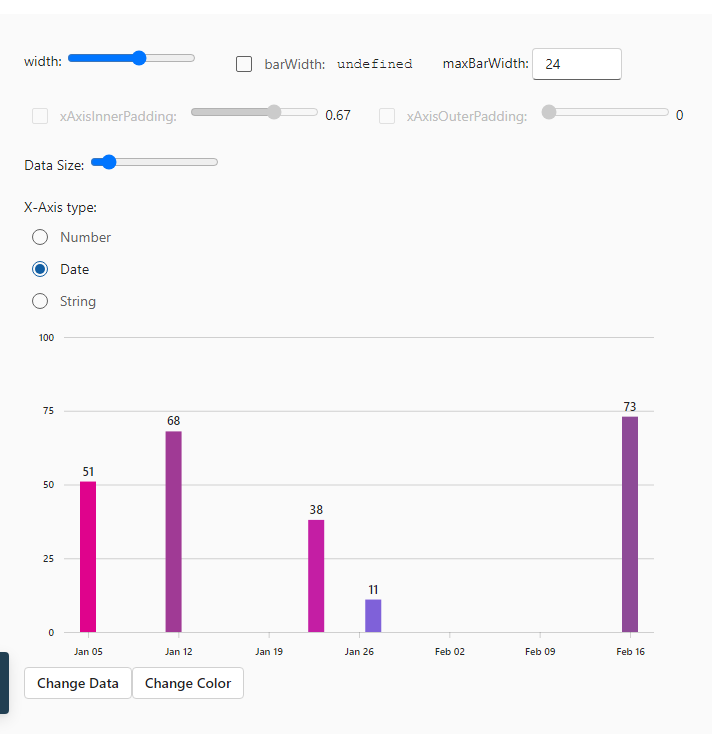 width: barWidth: undefined maxBarWidth: 24
xAxisInnerPadding: 0.67 xAxisOuterPadding: 0
Data Size:
X-Axis type:
Number
Date
String
100
75
50
25
0
51
68
38
11
73
Jan 05 Jan 12 Jan 19 Jan 26 Feb 02 Feb 09 Feb 16
Change Data Change Color